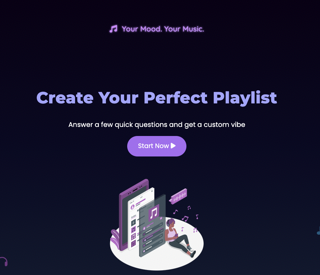 Your Mood. Your Music.
Create Your Perfect Playlist
Answer a few quick questions and get a custom vibe
Start Now